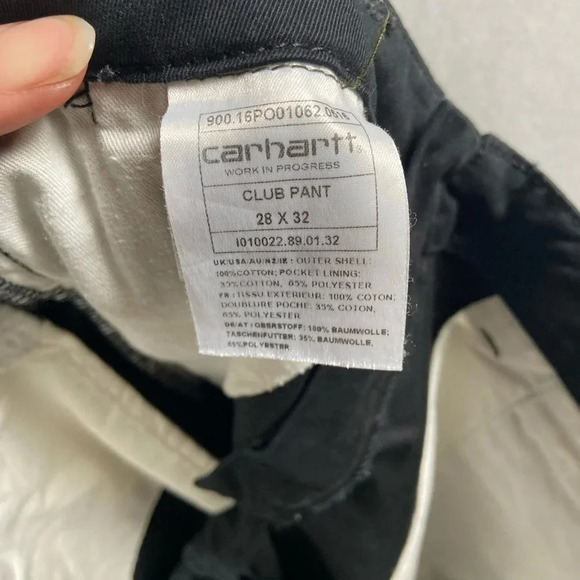 900.16PO01062.0516
carhartt
WORK IN PROGRESS
CLUB PANT
28 X 32
I010022.89.01.32
UK/USA/AU/NZ/IE: OUTER SHELL:
100%COTTON; POCKET LINING:
35%COTTON, 65% POLYESTER
FR: TISSU EXTERIEUR: 100% COTON;
DOUBLURE POCHE: 35% COTON,
65% POLYESTER
DE/AT: OBERSTOFF: 100% BAUMWOLLE;
TASCHENFUTTER: 35% BAUMWOLLE,
65%POLYESTER